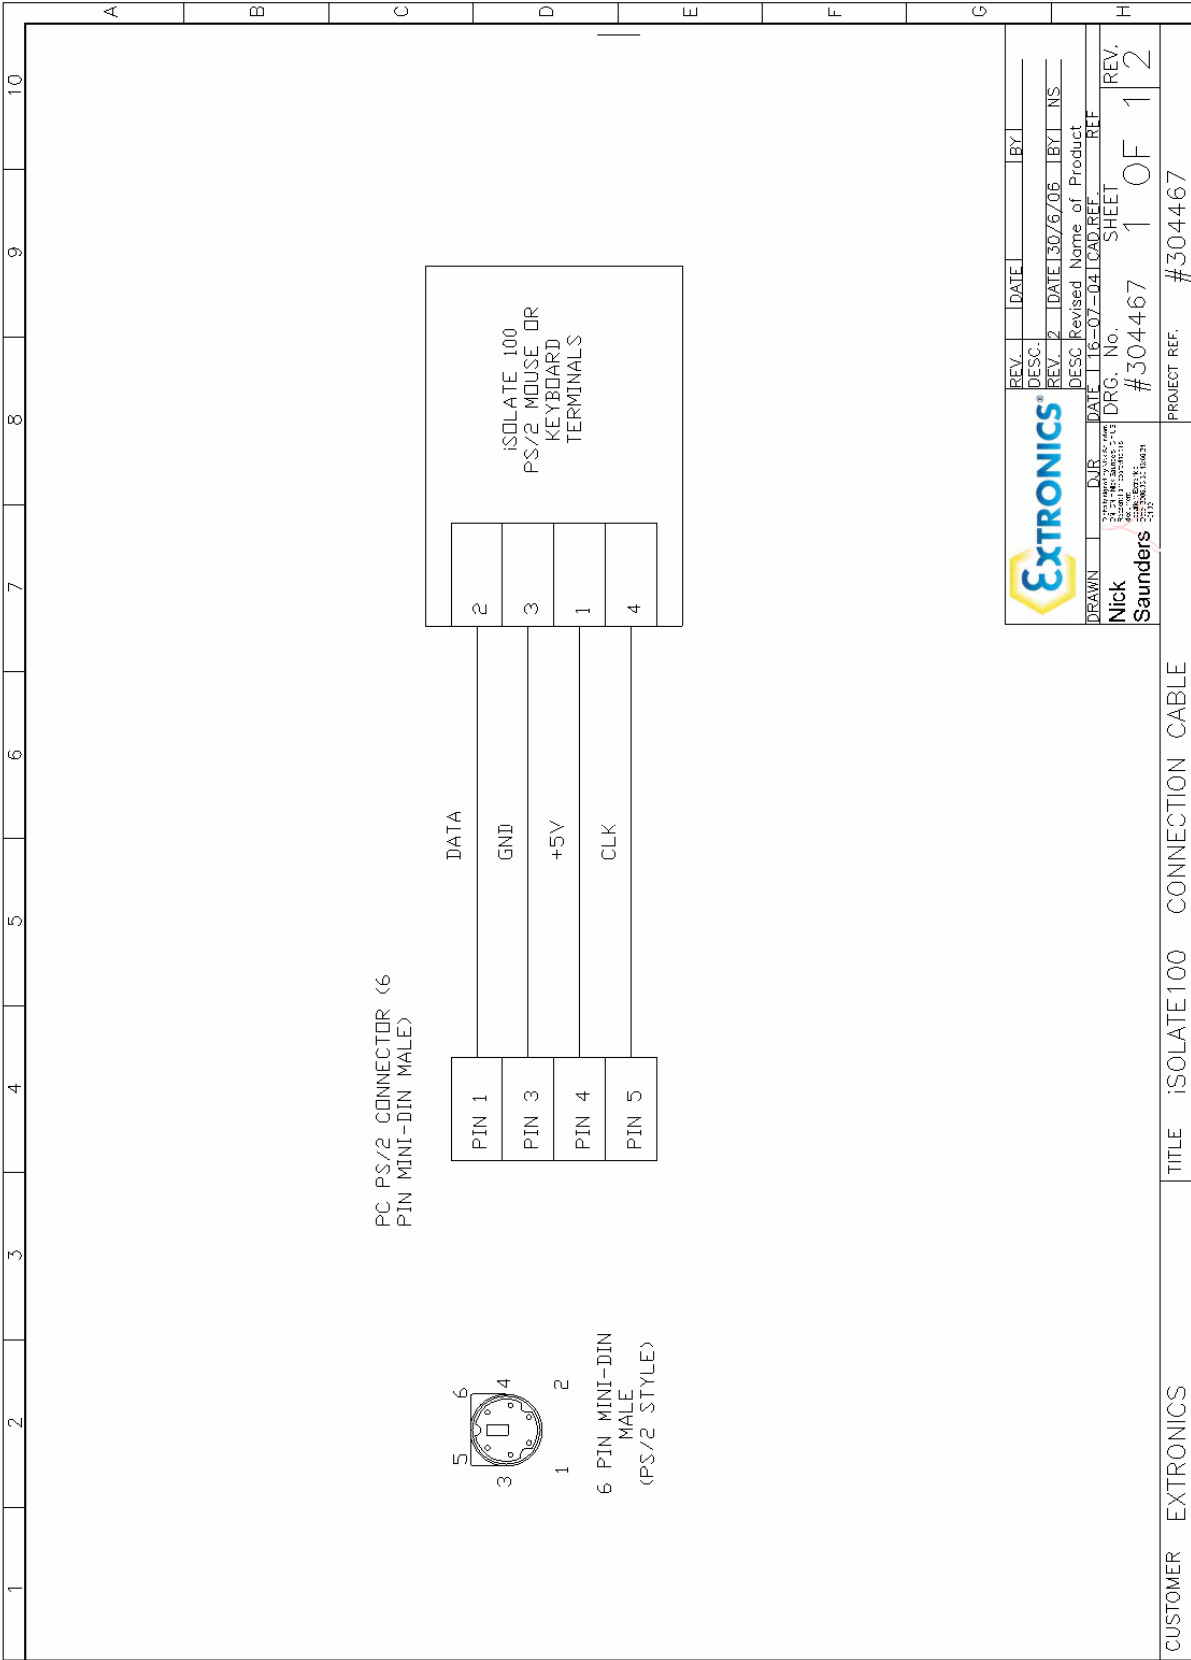 1 2 3 4 5 6 7 8 9 10
A
B
C
D
E
F
G
H
PC PS/2 CONNECTOR (6
PIN MINI-DIN MALE)
5 6
3 4
1 2
6 PIN MINI-DIN
MALE
(PS/2 STYLE)
PIN 1 DATA 2
PIN 3 GND 3
PIN 4 +5V 1
PIN 5 CLK 4
iSOLATE 100
PS/2 MOUSE OR
KEYBOARD
TERMINALS
EXTRONICS®
REV. DATE BY
DESC.
REV. 2 DATE 30/6/06 BY NS
DESC Revised Name of Product
DRAWN DJR DATE 16-07-04 CAD.REF. REF
Nick
Saunders
DRG. No. SHEET REV.
#304467 1 OF 1 2
CUSTOMER EXTRONICS TITLE iSOLATE100 CONNECTION CABLE PROJECT REF. #304467